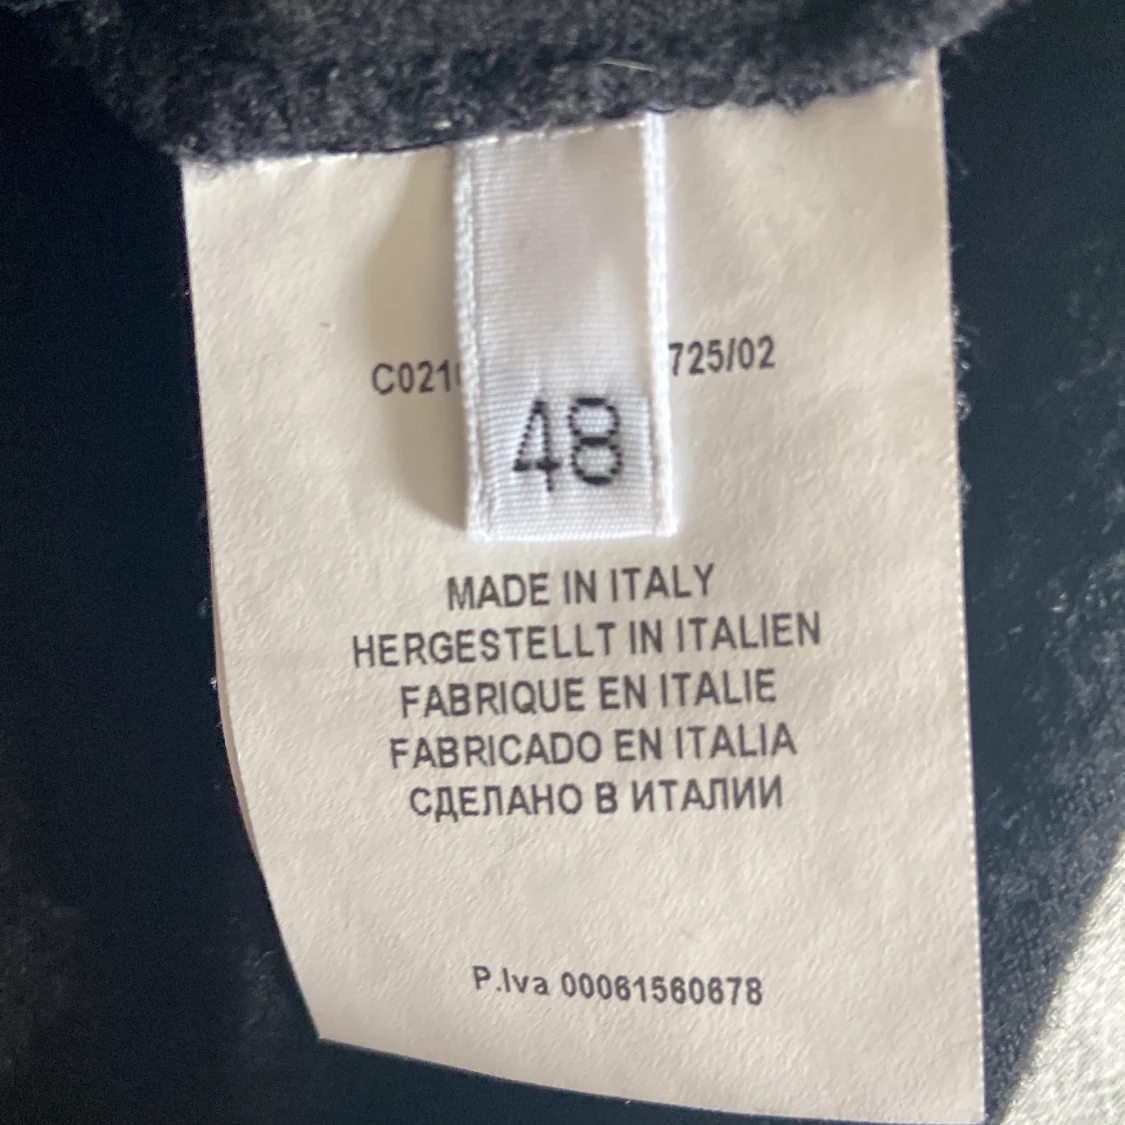 C021 725/02
48
MADE IN ITALY
HERGESTELLT IN ITALIEN
FABRIQUE EN ITALIE
FABRICADO EN ITALIA
СДЕЛАНО В ИТАЛИИ
P.Iva 00061560678